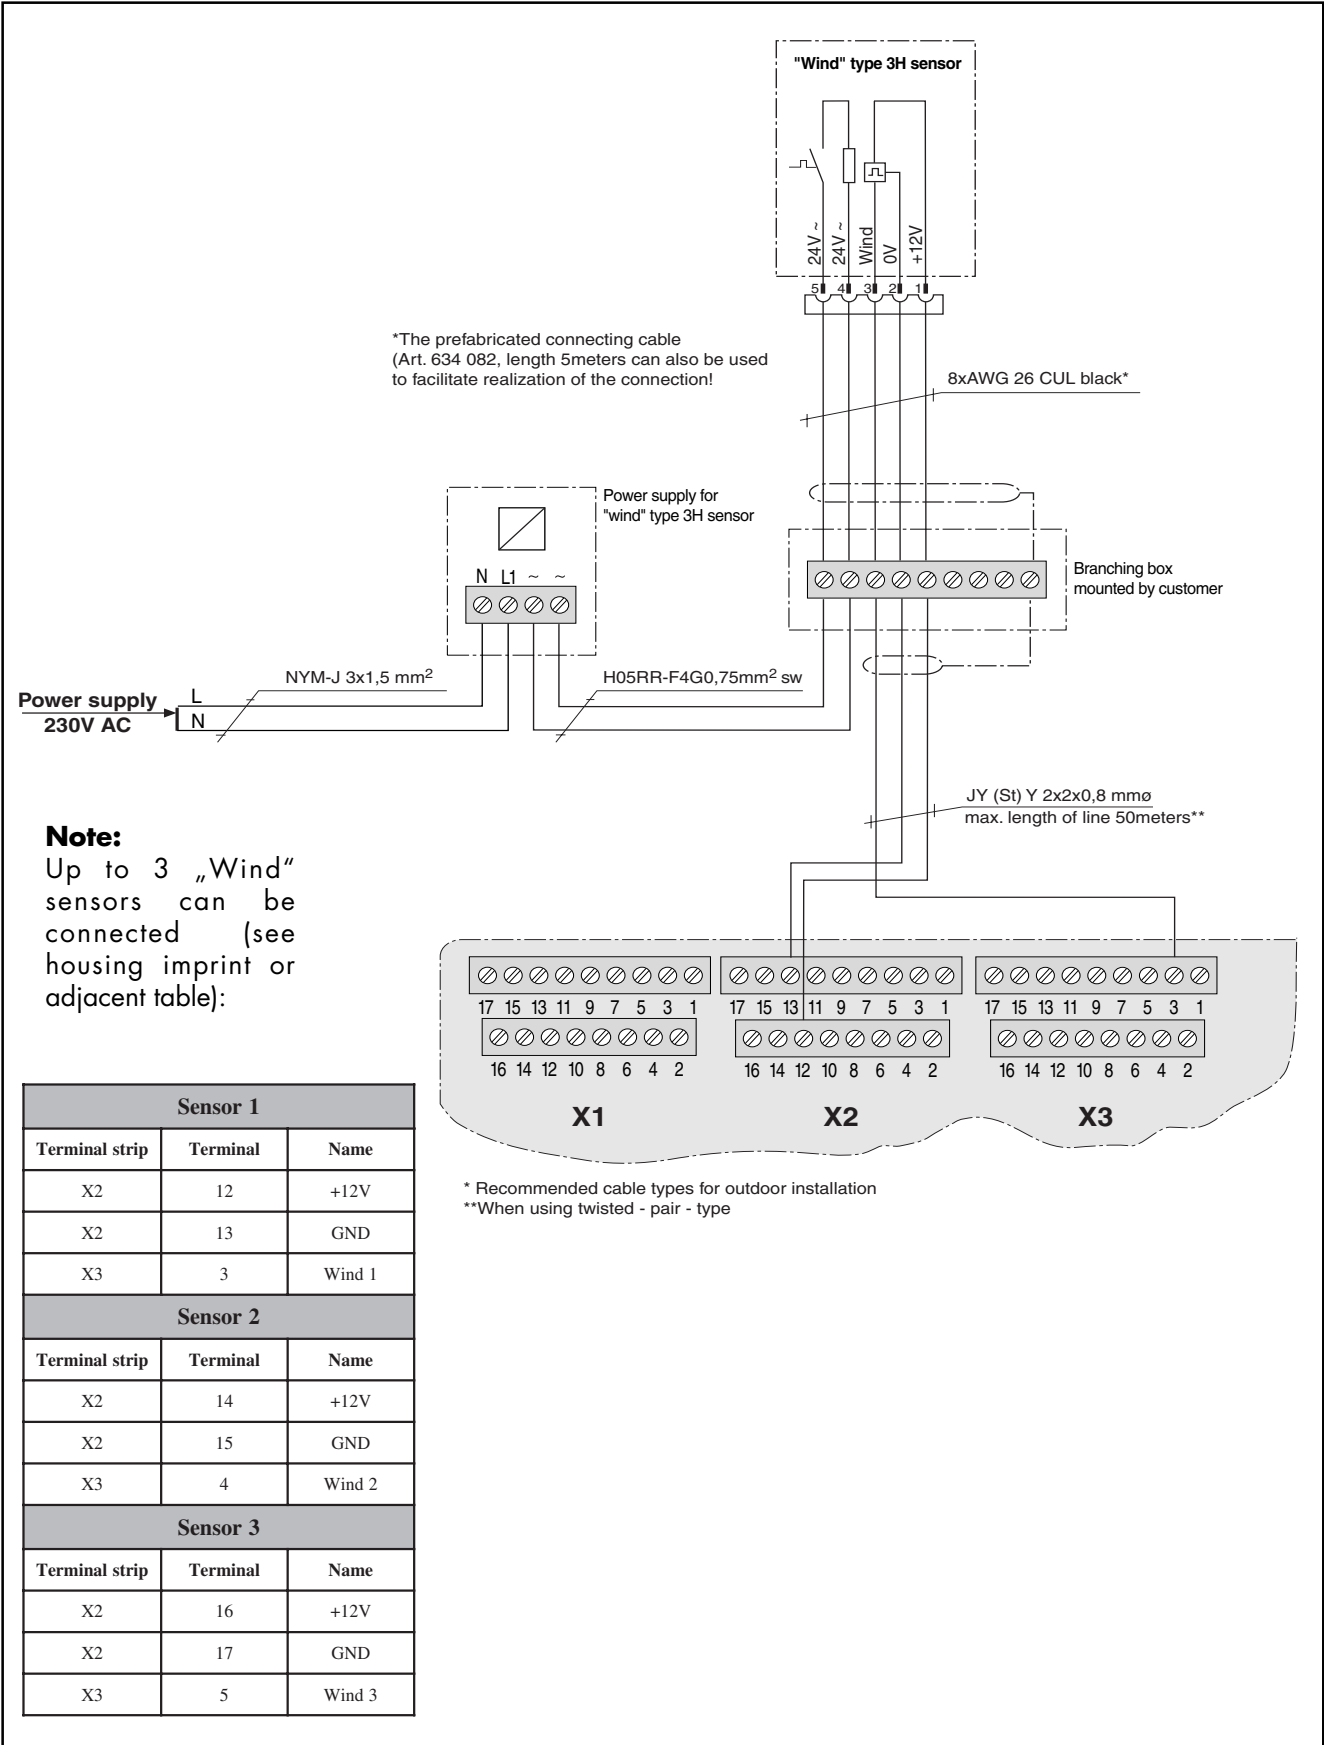 "Wind" type 3H sensor
24V ~
24V ~
Wind
0V
+12V
5 4 3 2 1
*The prefabricated connecting cable
(Art. 634 082, length 5meters can also be used
to facilitate realization of the connection!
8xAWG 26 CUL black*
Power supply for
"wind" type 3H sensor
N L1 ~ ~
Branching box
mounted by customer
NYM-J 3x1,5 mm²
H05RR-F4G0,75mm² sw
Power supply
230V AC
L
N
JY (St) Y 2x2x0,8 mmø
max. length of line 50meters**
Note:
Up to 3 „Wind“
sensors can be
connected (see
housing imprint or
adjacent table):
17 15 13 11 9 7 5 3 1
16 14 12 10 8 6 4 2
X1
17 15 13 11 9 7 5 3 1
16 14 12 10 8 6 4 2
X2
17 15 13 11 9 7 5 3 1
16 14 12 10 8 6 4 2
X3
* Recommended cable types for outdoor installation
**When using twisted - pair - type
Sensor 1
Terminal strip Terminal Name
X2 12 +12V
X2 13 GND
X3 3 Wind 1
Sensor 2
Terminal strip Terminal Name
X2 14 +12V
X2 15 GND
X3 4 Wind 2
Sensor 3
Terminal strip Terminal Name
X2 16 +12V
X2 17 GND
X3 5 Wind 3